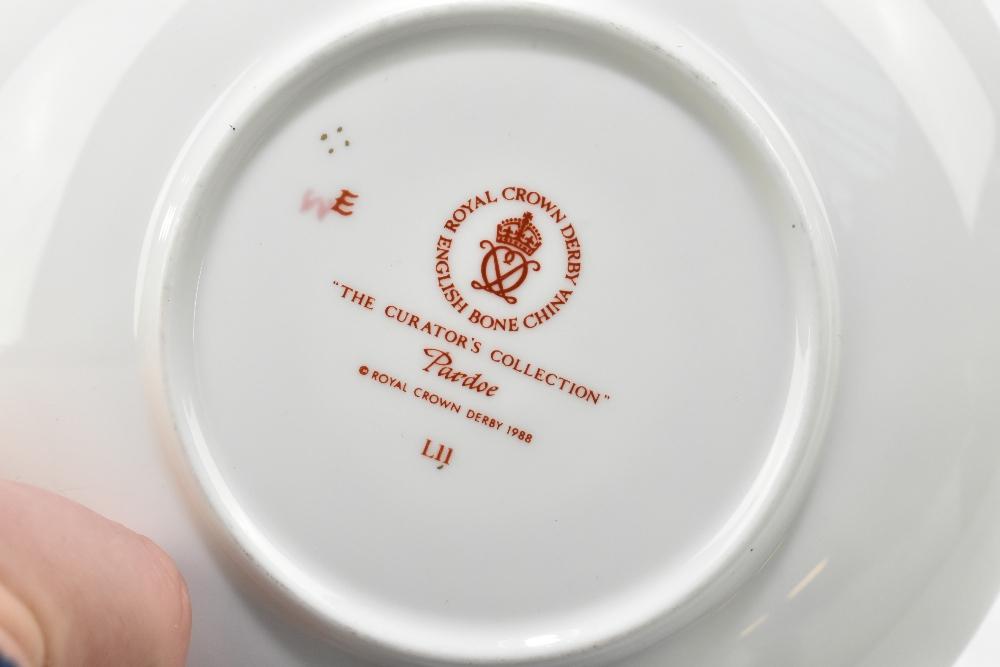 WE
ROYAL CROWN DERBY
ENGLISH BONE CHINA
"THE CURATOR'S COLLECTION"
Pardoe
© ROYAL CROWN DERBY 1988
LII